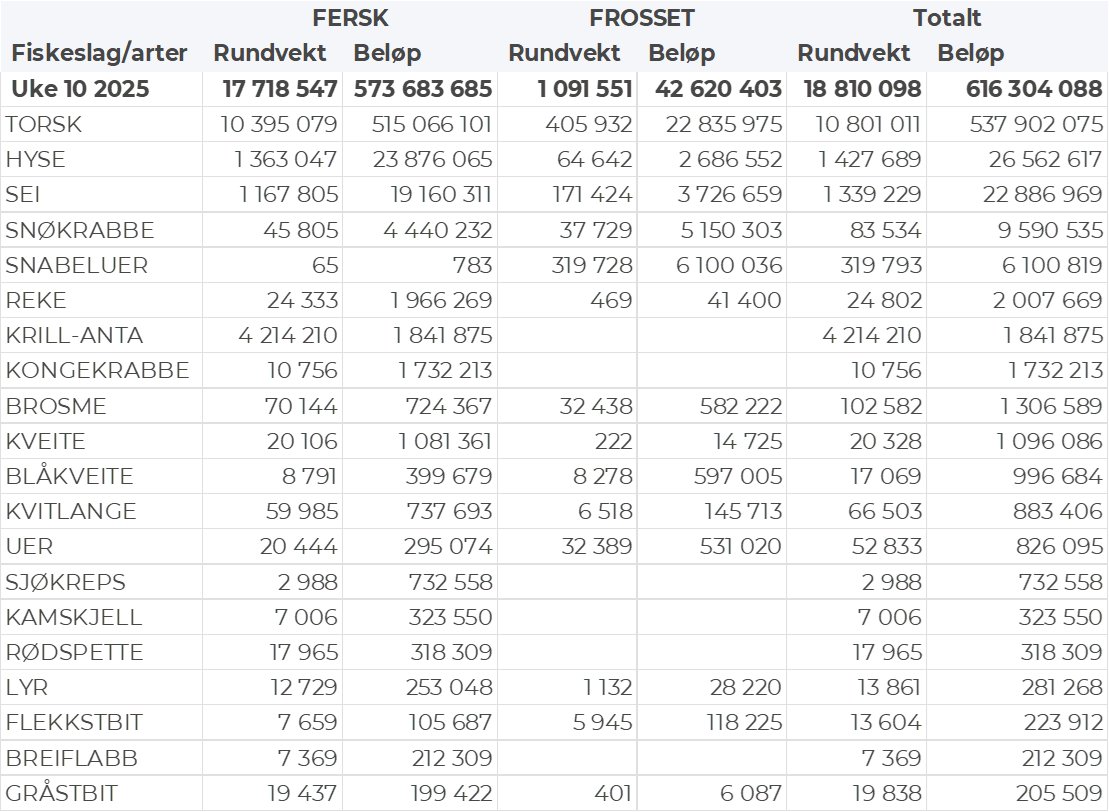 FERSK FROSSET Totalt
Fiskeslag/arter Rundvekt Beløp Rundvekt Beløp Rundvekt Beløp
Uke 10 2025 17 718 547 573 683 685 1 091 551 42 620 403 18 810 098 616 304 088
TORSK 10 395 079 515 066 101 405 932 22 835 975 10 801 011 537 902 075
HYSE 1 363 047 23 876 065 64 642 2 686 552 1 427 689 26 562 617
SEI 1 167 805 19 160 311 171 424 3 726 659 1 339 229 22 886 969
SNØKRABBE 45 805 4 440 232 37 729 5 150 303 83 534 9 590 535
SNABELUER 65 783 319 728 6 100 036 319 793 6 100 819
REKE 24 333 1 966 269 469 41 400 24 802 2 007 669
KRILL-ANTA 4 214 210 1 841 875 4 214 210 1 841 875
KONGEKRABBE 10 756 1 732 213 10 756 1 732 213
BROSME 70 144 724 367 32 438 582 222 102 582 1 306 589
KVEITE 20 106 1 081 361 222 14 725 20 328 1 096 086
BLÅKVEITE 8 791 399 679 8 278 597 005 17 069 996 684
KVITLANGE 59 985 737 693 6 518 145 713 66 503 883 406
UER 20 444 295 074 32 389 531 020 52 833 826 095
SJØKREPS 2 988 732 558 2 988 732 558
KAMSKJELL 7 006 323 550 7 006 323 550
RØDSPETTE 17 965 318 309 17 965 318 309
LYR 12 729 253 048 1 132 28 220 13 861 281 268
FLEKKSTBIT 7 659 105 687 5 945 118 225 13 604 223 912
BREIFLABB 7 369 212 309 7 369 212 309
GRÅSTBIT 19 437 199 422 401 6 087 19 838 205 509